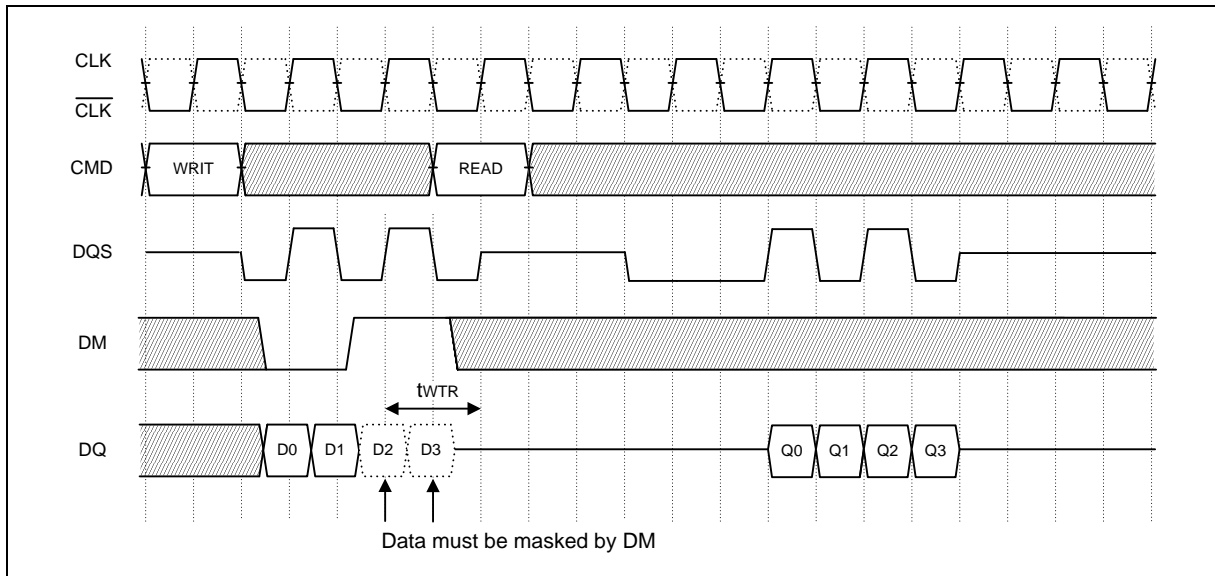 CLK
CLK
CMD WRIT READ
DQS
DM
tWTR
DQ D0 D1 D2 D3 Q0 Q1 Q2 Q3
Data must be masked by DM